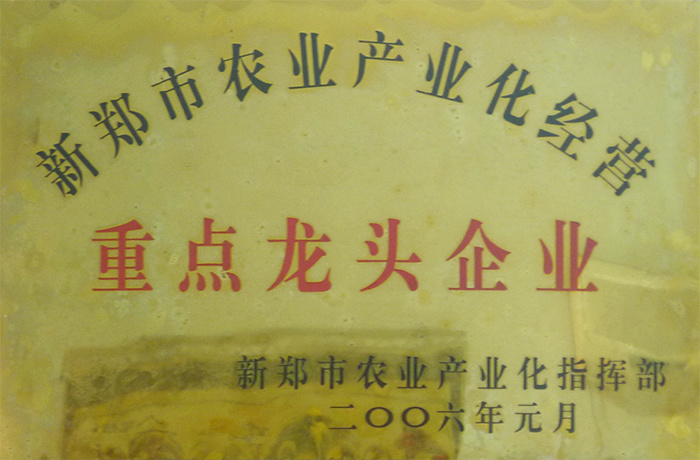 新郑市农业产业化经营
重点龙头企业
新郑市农业产业化指挥部
二〇〇六年元月